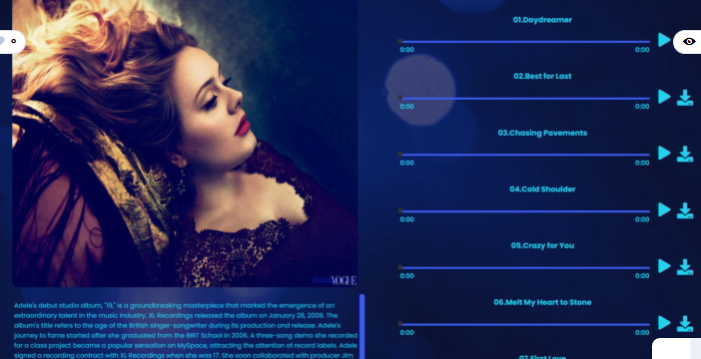 01.Daydreamer
0:00 0:00
02.Best for Last
0:00 0:00
03.Chasing Pavements
0:00 0:00
04.Cold Shoulder
0:00 0:00
05.Crazy for You
0:00 0:00
06.Melt My Heart to Stone
0:00 0:00
07.First Love
VOGUE
Adele's debut studio album, "19," is a groundbreaking masterpiece that marked the emergence of an
extraordinary talent in the music industry. XL Recordings released the album on January 28, 2008. The
album's title refers to the age of the British singer-songwriter during its production and release. Adele's
journey to fame started after she graduated from the BRIT School in 2006. A three-song demo she recorded
for a class project became a popular sensation on MySpace, attracting the attention of record labels. Adele
signed a recording contract with XL Recordings when she was 17. She soon collaborated with producer Jim